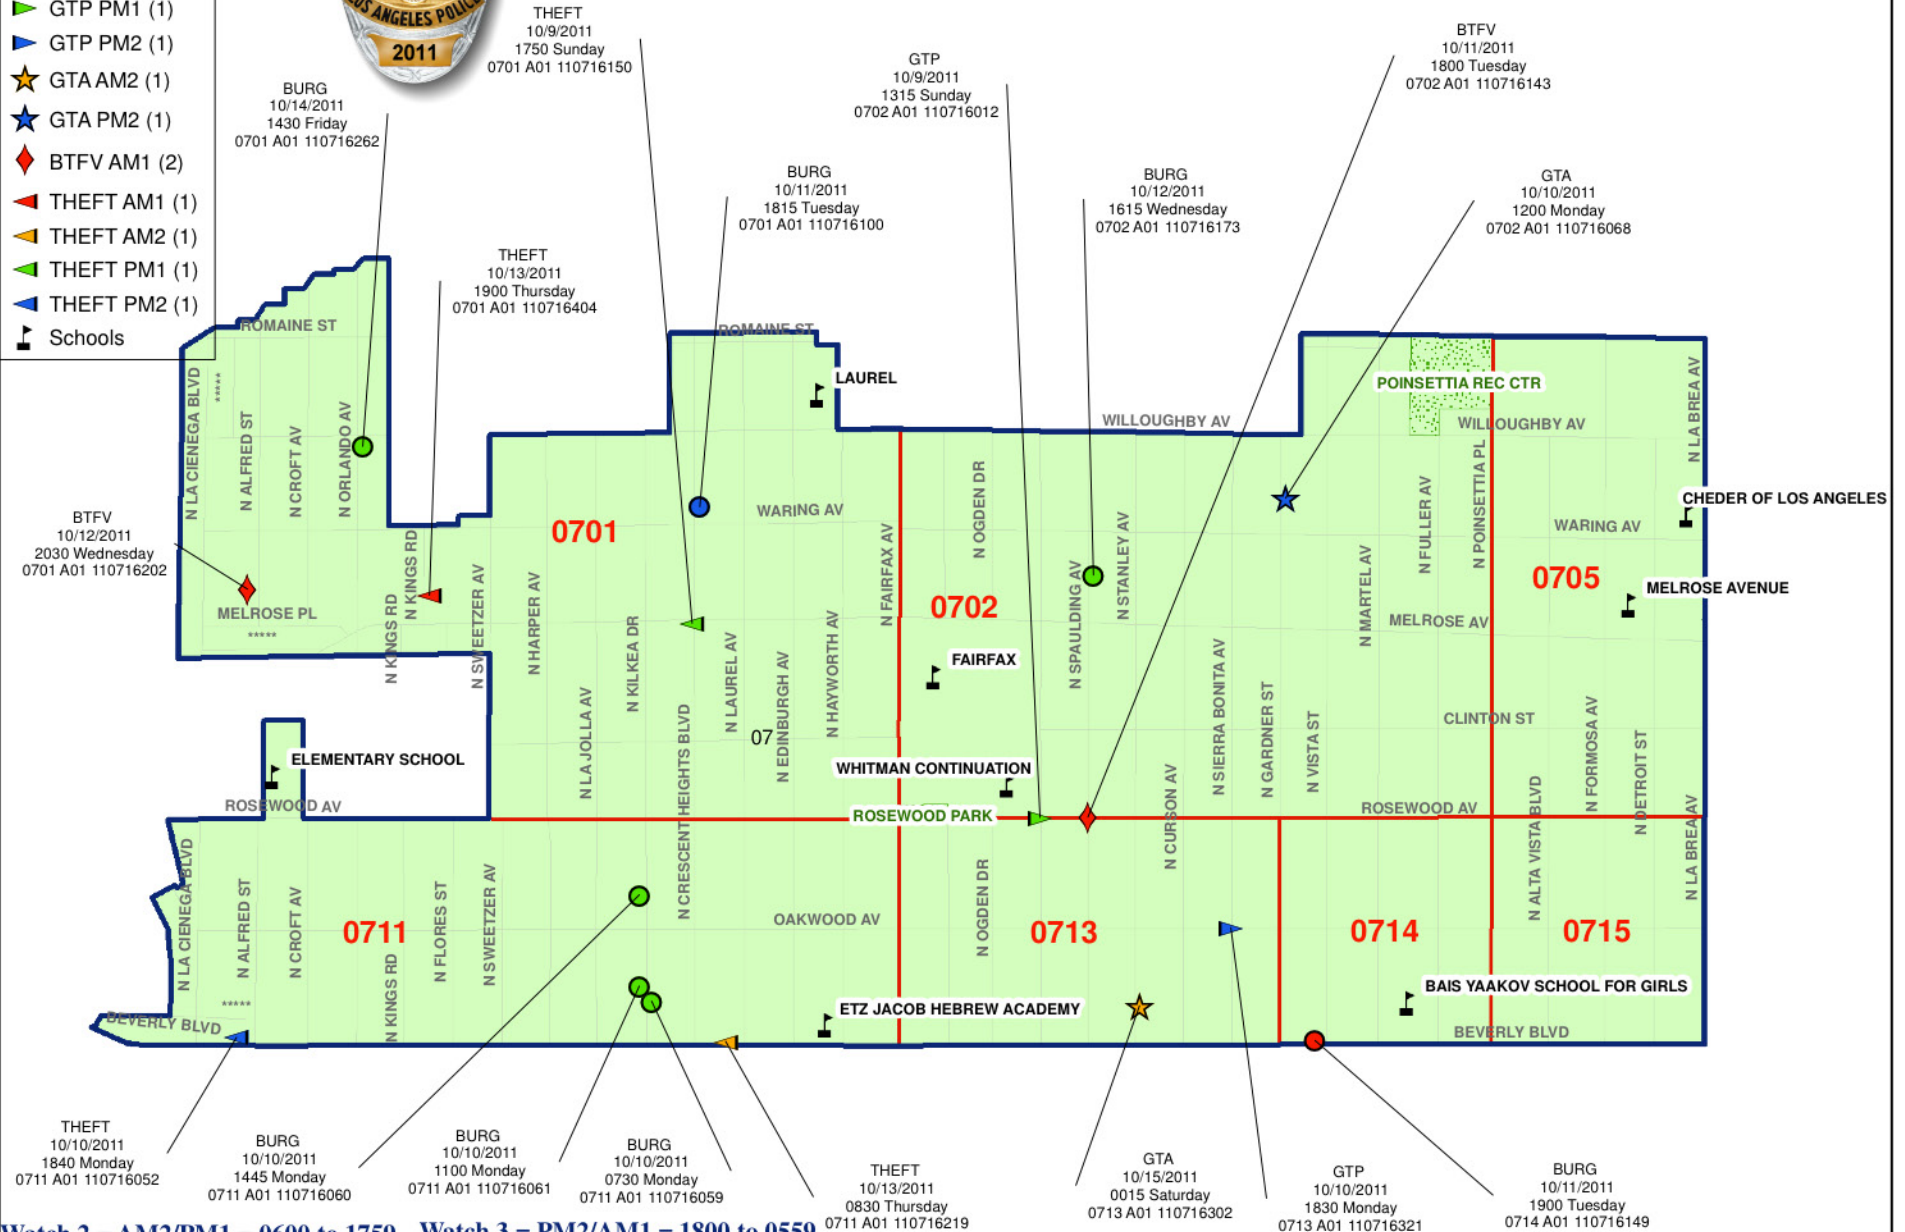 GTP PM1 (1)
GTP PM2 (1)
GTA AM2 (1)
GTA PM2 (1)
BTFV AM1 (2)
THEFT AM1 (1)
THEFT AM2 (1)
THEFT PM1 (1)
THEFT PM2 (1)
Schools
LOS ANGELES POLICE
2011
THEFT
10/9/2011
1750 Sunday
0701 A01 110716150
BURG
10/14/2011
1430 Friday
0701 A01 110716262
GTP
10/9/2011
1315 Sunday
0702 A01 110716012
BTFV
10/11/2011
1800 Tuesday
0702 A01 110716143
BURG
10/11/2011
1815 Tuesday
0701 A01 110716100
BURG
10/12/2011
1615 Wednesday
0702 A01 110716173
GTA
10/10/2011
1200 Monday
0702 A01 110716068
THEFT
10/13/2011
1900 Thursday
0701 A01 110716404
BTFV
10/12/2011
2030 Wednesday
0701 A01 110716202
ROMAINE ST
ROMAINE ST
LAUREL
POINSETTIA REC CTR
WILLOUGHBY AV
WILLOUGHBY AV
N LA CIENEGA BLVD
*****
N ALFRED ST
N CROFT AV
N ORLANDO AV
N LA BREA AV
CHEDER OF LOS ANGELES
WARING AV
WARING AV
0701
N KINGS RD
N KINGS RD
N SWEETZER AV
N HARPER AV
N FAIRFAX AV
N OGDEN DR
N STANLEY AV
N SPAULDING AV
N MARTEL AV
N FULLER AV
N POINSETTIA PL
0705
MELROSE AVENUE
0702
MELROSE PL
*****
MELROSE AV
FAIRFAX
N LA JOLLA AV
N KILKEA DR
N CRESCENT HEIGHTS BLVD
N LAUREL AV
N EDINBURGH AV
N HAYWORTH AV
07
N SIERRA BONITA AV
N GARDNER ST
N VISTA ST
CLINTON ST
N FORMOSA AV
N DETROIT ST
ELEMENTARY SCHOOL
WHITMAN CONTINUATION
ROSEWOOD AV
ROSEWOOD PARK
ROSEWOOD AV
N CURSON AV
N ALTA VISTA BLVD
N LA BREA AV
N LA CIENEGA BLVD
N ALFRED ST
N CROFT AV
0711
N KINGS RD
N FLORES ST
N SWEETZER AV
OAKWOOD AV
N OGDEN DR
0713
0714
0715
BAIS YAAKOV SCHOOL FOR GIRLS
ETZ JACOB HEBREW ACADEMY
*****
BEVERLY BLVD
BEVERLY BLVD
THEFT
10/10/2011
1840 Monday
0711 A01 110716052
BURG
10/10/2011
1445 Monday
0711 A01 110716060
BURG
10/10/2011
1100 Monday
0711 A01 110716061
BURG
10/10/2011
0730 Monday
0711 A01 110716059
THEFT
10/13/2011
0830 Thursday
0711 A01 110716219
GTA
10/15/2011
0015 Saturday
0713 A01 110716302
GTP
10/10/2011
1830 Monday
0713 A01 110716321
BURG
10/11/2011
1900 Tuesday
0714 A01 110716149
Watch 2 = AM2/PM1 = 0600 to 1759 Watch 3 = PM2/AM1 = 1800 to 0559